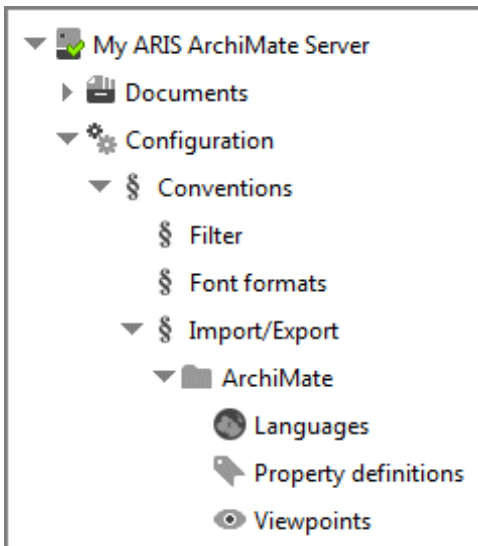 My ARIS ArchiMate Server
Documents
Configuration
§ Conventions
§ Filter
§ Font formats
§ Import/Export
ArchiMate
Languages
Property definitions
Viewpoints